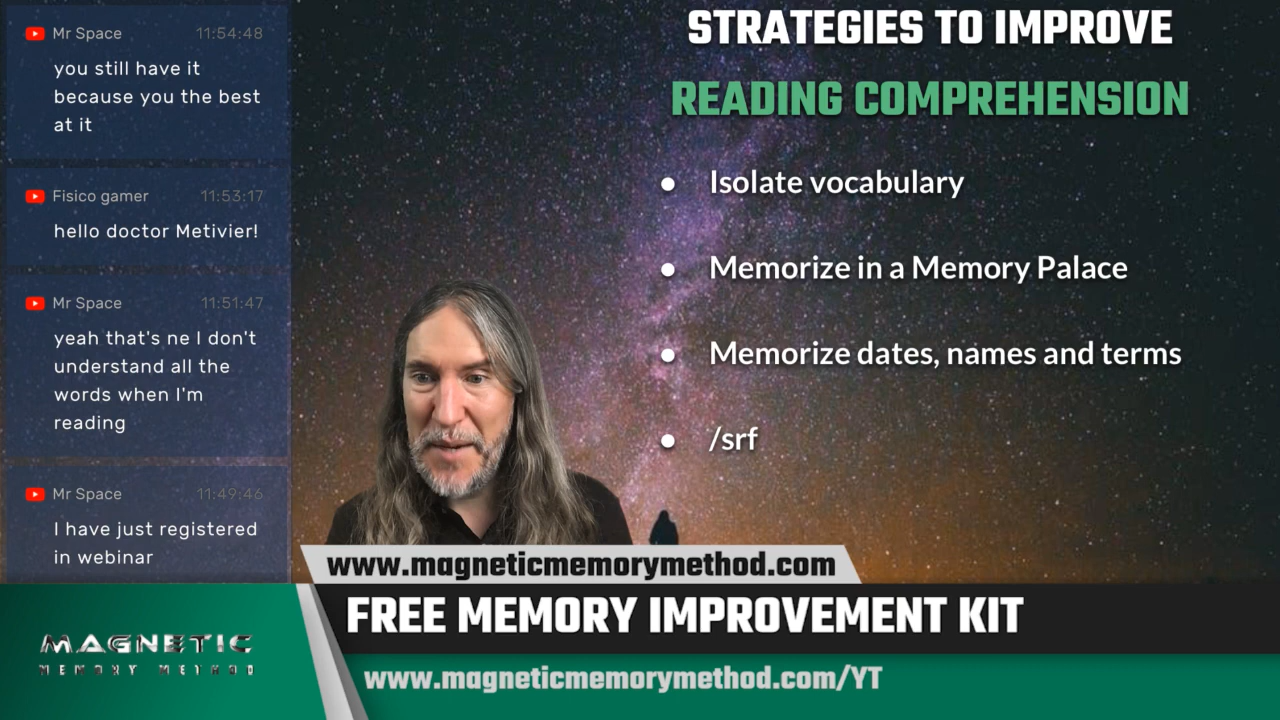 Mr Space 11:54:48
you still have it
because you the best
at it
Fisico gamer 11:53:17
hello doctor Metivier!
Mr Space 11:51:47
yeah that's ne I don't
understand all the
words when I'm
reading
Mr Space 11:49:46
I have just registered
in webinar
STRATEGIES TO IMPROVE
READING COMPREHENSION
• Isolate vocabulary
• Memorize in a Memory Palace
• Memorize dates, names and terms
• /srf
www.magneticmemorymethod.com
FREE MEMORY IMPROVEMENT KIT
www.magneticmemorymethod.com/YT
MAGNETIC
MEMORY METHOD